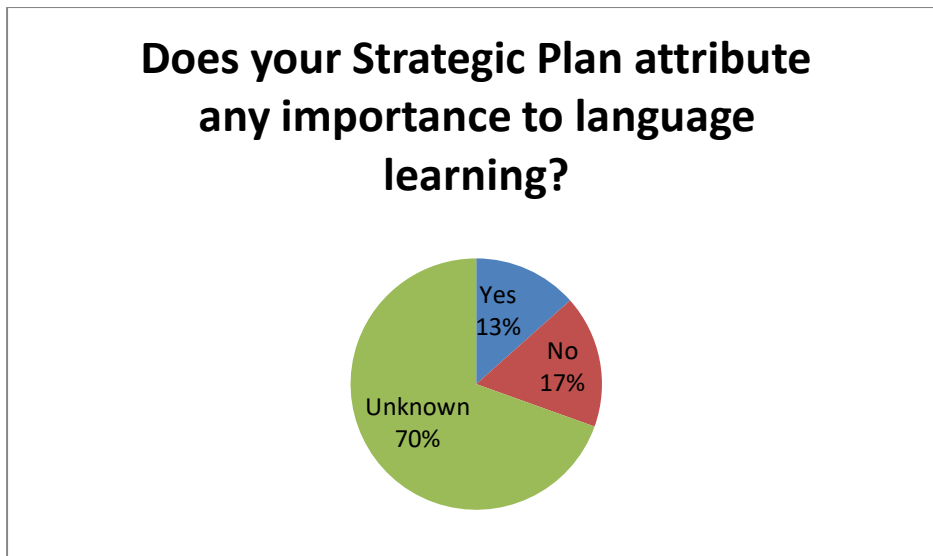 Does your Strategic Plan attribute
any importance to language
learning?
Yes
13%
No
17%
Unknown
70%